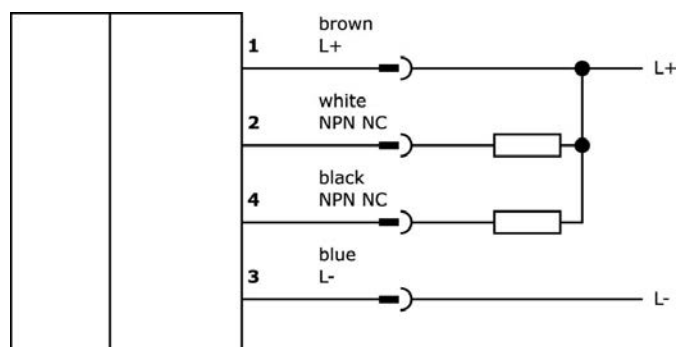 brown
1 L+ L+
white
2 NPN NC
black
4 NPN NC
blue
3 L- L-